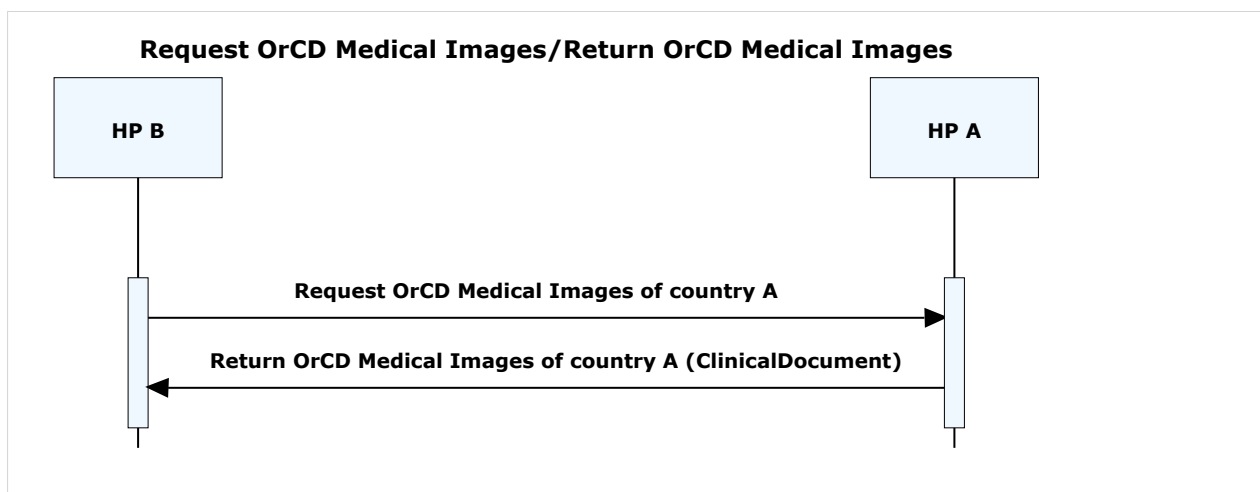 Request OrCD Medical Images/Return OrCD Medical Images
HP B
HP A
Request OrCD Medical Images of country A
Return OrCD Medical Images of country A (ClinicalDocument)